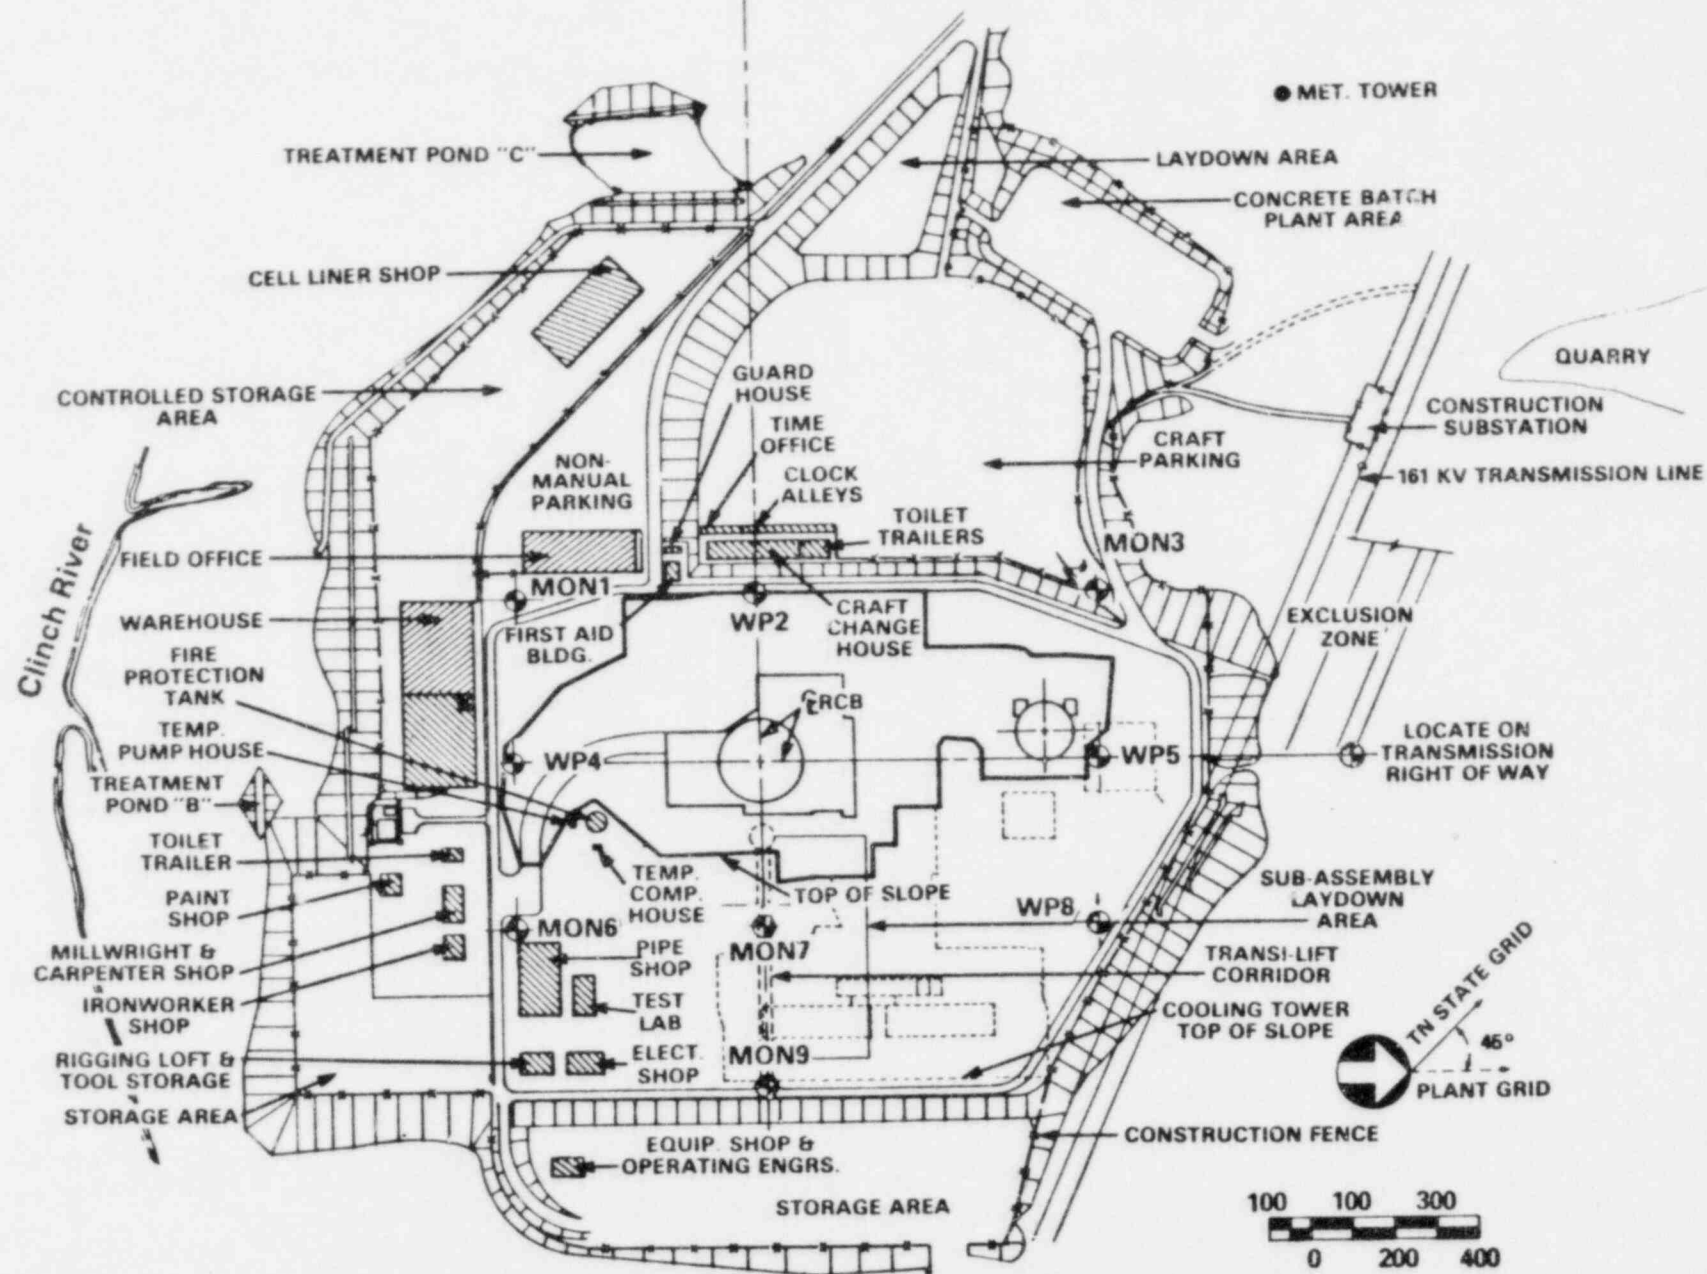 MET. TOWER
TREATMENT POND "C"
LAYDOWN AREA
CONCRETE BATCH
PLANT AREA
CELL LINER SHOP
QUARRY
GUARD
HOUSE
CONTROLLED STORAGE
AREA
CONSTRUCTION
SUBSTATION
TIME
OFFICE
NON-
MANUAL
PARKING
CLOCK
ALLEYS
CRAFT
PARKING
161 KV TRANSMISSION LINE
TOILET
TRAILERS
Clinch River
FIELD OFFICE
MON3
MON1
WAREHOUSE
FIRST AID
BLDG.
WP2
CRAFT
CHANGE
HOUSE
EXCLUSION
ZONE
FIRE
PROTECTION
TANK
RCB
TEMP.
PUMP HOUSE
WP4
WP5
LOCATE ON
TRANSMISSION
RIGHT OF WAY
TREATMENT
POND "B"
TOILET
TRAILER
TEMP.
COMP.
HOUSE
TOP OF SLOPE
SUB-ASSEMBLY
LAYDOWN
AREA
PAINT
SHOP
WP8
MON6
MON7
MILLWRIGHT &
CARPENTER SHOP
PIPE
SHOP
TRANSI-LIFT
CORRIDOR
IRONWORKER
SHOP
TEST
LAB
COOLING TOWER
TOP OF SLOPE
TN STATE GRID
45°
PLANT GRID
RIGGING LOFT &
TOOL STORAGE
ELECT.
SHOP
MON9
STORAGE AREA
CONSTRUCTION FENCE
EQUIP. SHOP &
OPERATING ENGRS.
STORAGE AREA
100 100 300
0 200 400